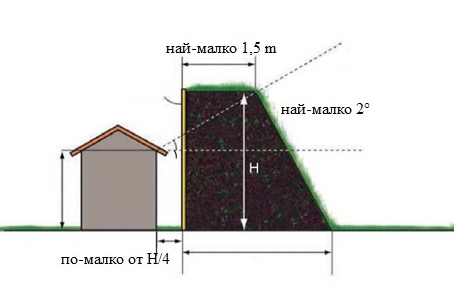 най-малко 1,5 m
най-малко 2°
H
по-малко от H/4